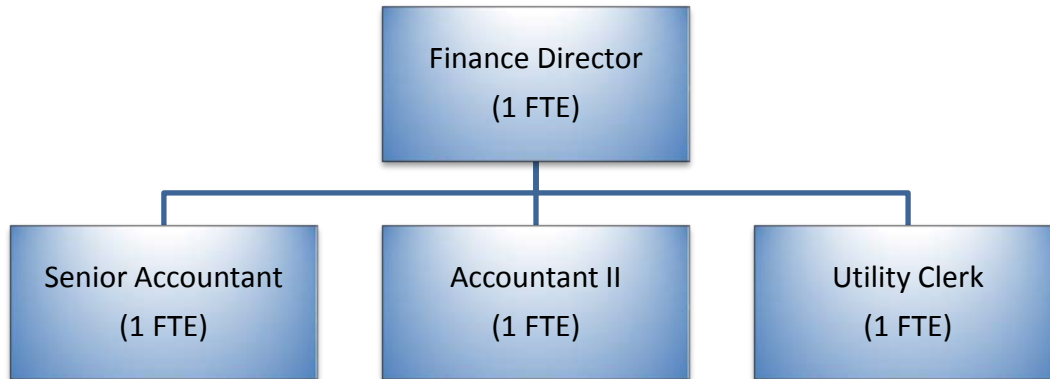 Finance Director
(1 FTE)
Senior Accountant
(1 FTE)
Accountant II
(1 FTE)
Utility Clerk
(1 FTE)